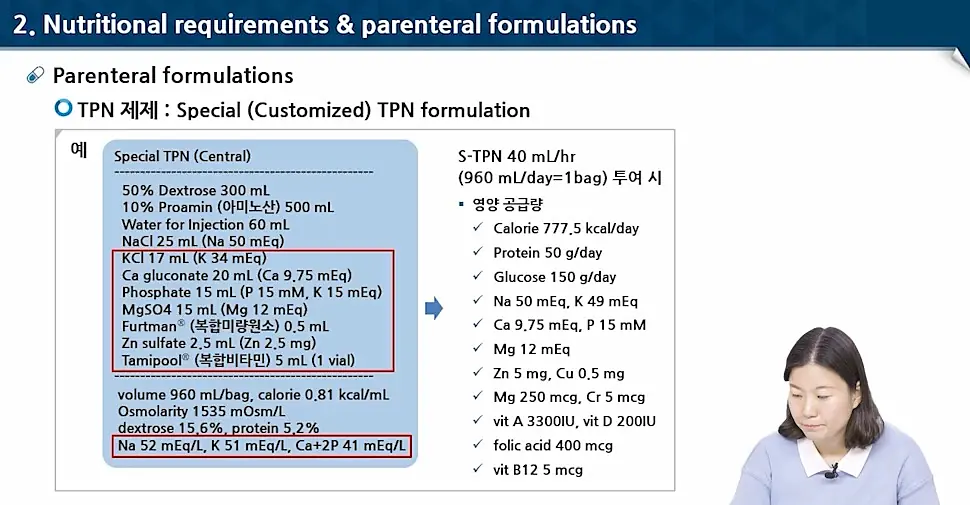 2. Nutritional requirements & parenteral formulations
Parenteral formulations
TPN 제제 : Special (Customized) TPN formulation
예
Special TPN (Central)
50% Dextrose 300 mL
10% Proamin (아미노산) 500 mL
Water for Injection 60 mL
NaCl 25 mL (Na 50 mEq)
KCl 17 mL (K 34 mEq)
Ca gluconate 20 mL (Ca 9.75 mEq)
Phosphate 15 mL (P 15 mM, K 15 mEq)
MgSO4 15 mL (Mg 12 mEq)
Furtman® (복합미량원소) 0.5 mL
Zn sulfate 2.5 mL (Zn 2.5 mg)
Tamipool® (복합비타민) 5 mL (1 vial)
volume 960 mL/bag, calorie 0.81 kcal/mL
Osmolarity 1535 mOsm/L
dextrose 15.6%, protein 5.2%
Na 52 mEq/L, K 51 mEq/L, Ca+2P 41 mEq/L
S-TPN 40 mL/hr
(960 mL/day=1bag) 투여 시
영양 공급량
Calorie 777.5 kcal/day
Protein 50 g/day
Glucose 150 g/day
Na 50 mEq, K 49 mEq
Ca 9.75 mEq, P 15 mM
Mg 12 mEq
Zn 5 mg, Cu 0.5 mg
Mg 250 mcg, Cr 5 mcg
vit A 3300IU, vit D 200IU
folic acid 400 mcg
vit B12 5 mcg